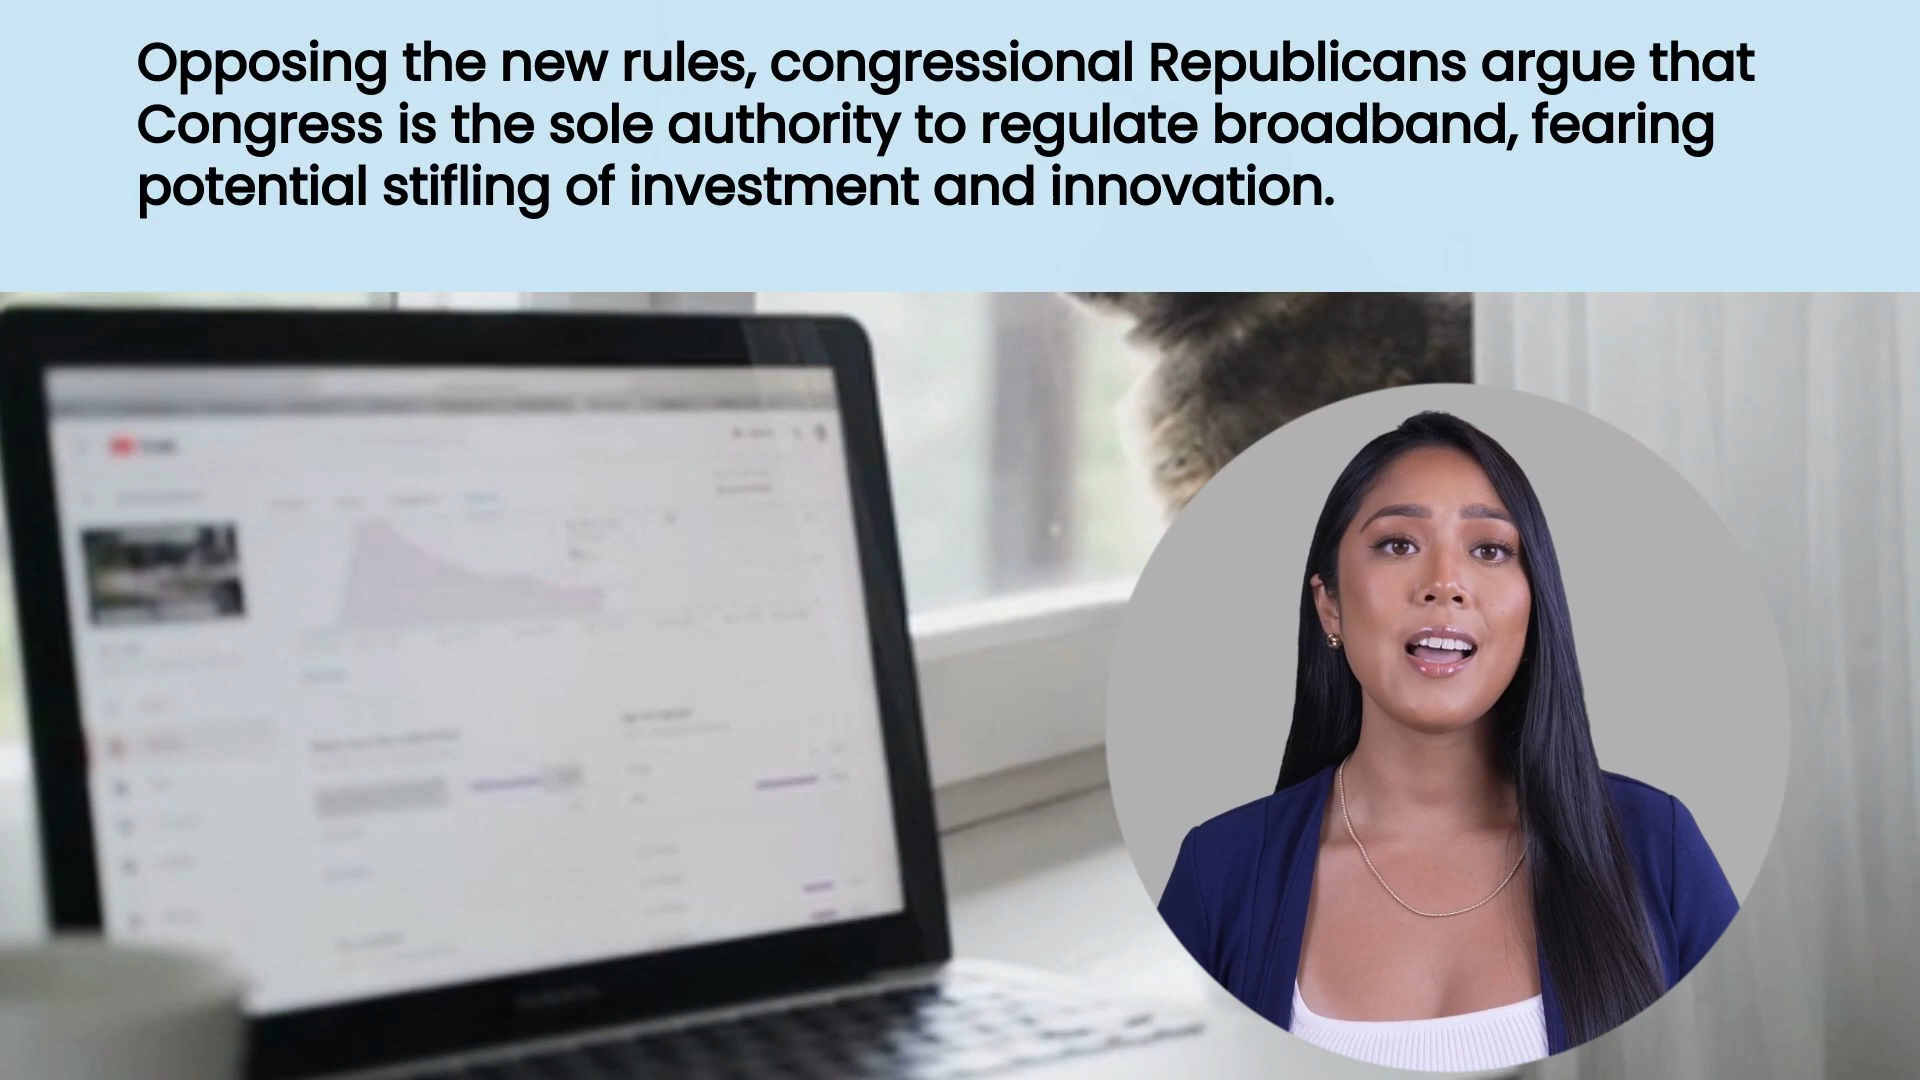 Opposing the new rules, congressional Republicans argue that
Congress is the sole authority to regulate broadband, fearing
potential stifling of investment and innovation.